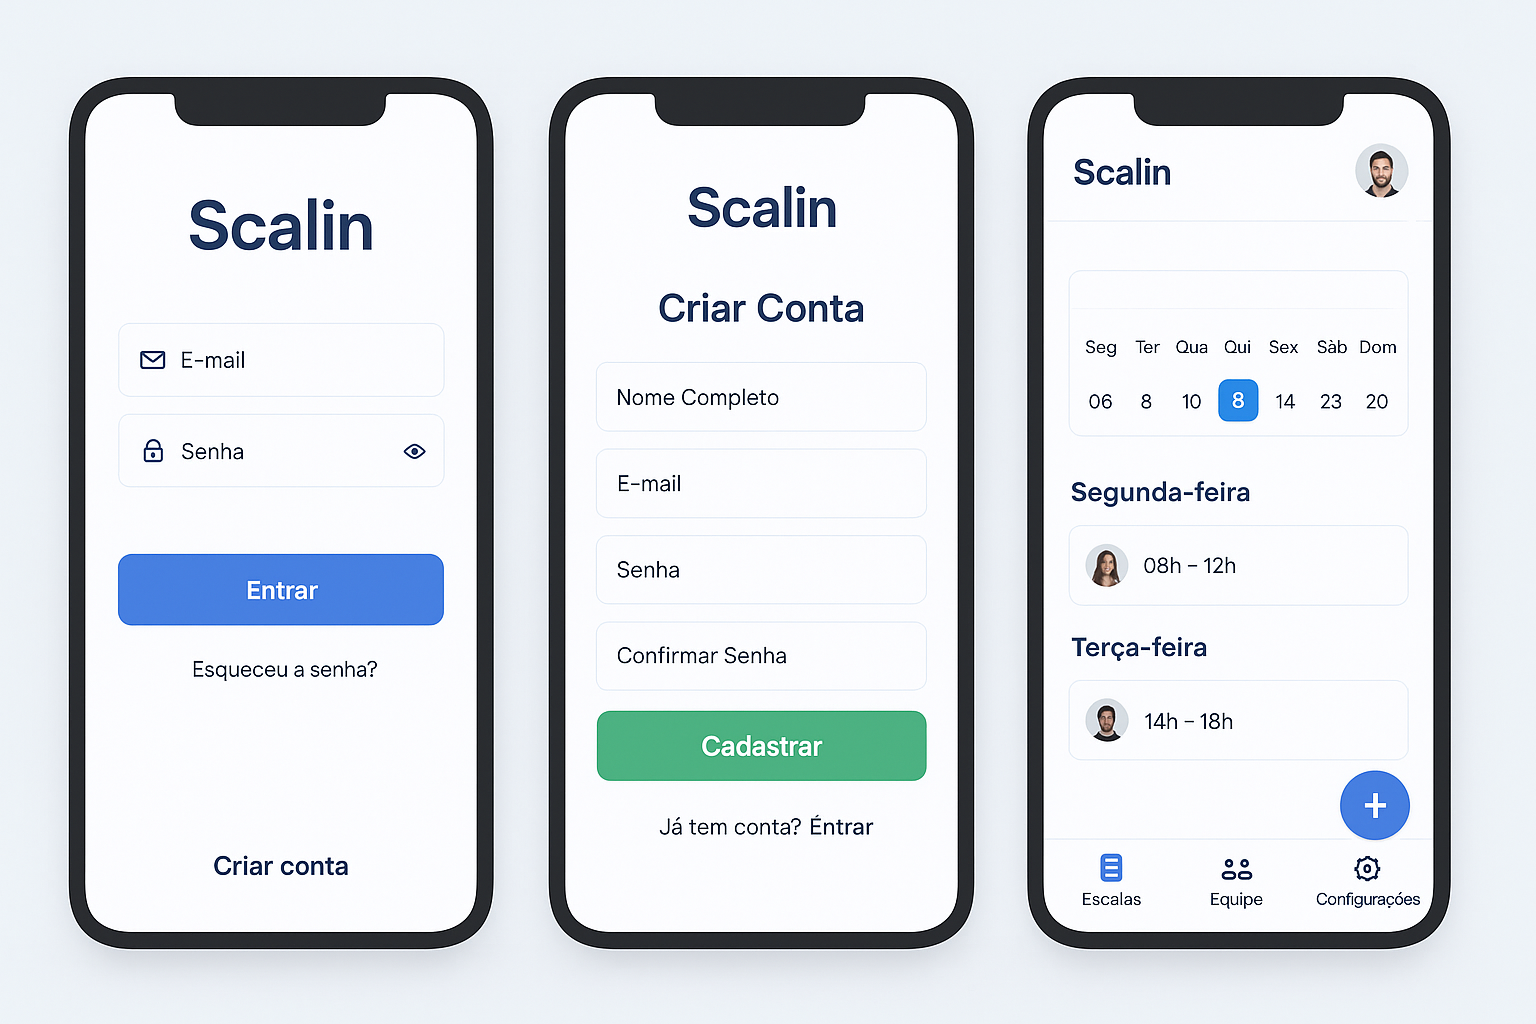 Scalin
E-mail
Senha
Entrar
Esqueceu a senha?
Criar conta
Scalin
Criar Conta
Nome Completo
E-mail
Senha
Confirmar Senha
Cadastrar
Já tem conta? Éntrar
Scalin
Seg Ter Qua Qui Sex Sàb Dom
06 8 10 8 14 23 20
Segunda-feira
08h – 12h
Terça-feira
14h – 18h
+
Escalas Equipe Configurações